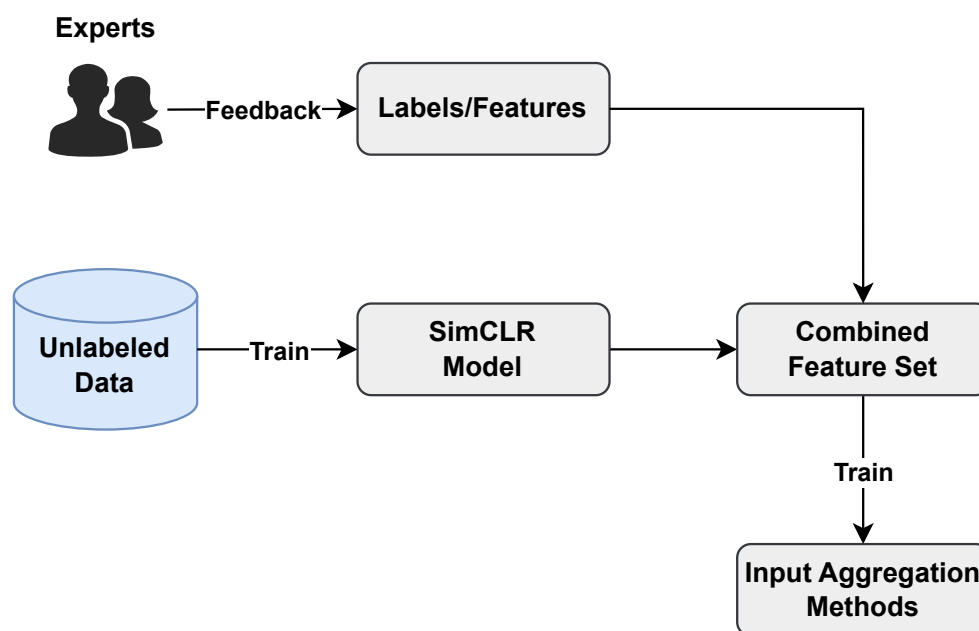 Experts
Feedback
Labels/Features
Unlabeled
Data
Train
SimCLR
Model
Combined
Feature Set
Train
Input Aggregation
Methods